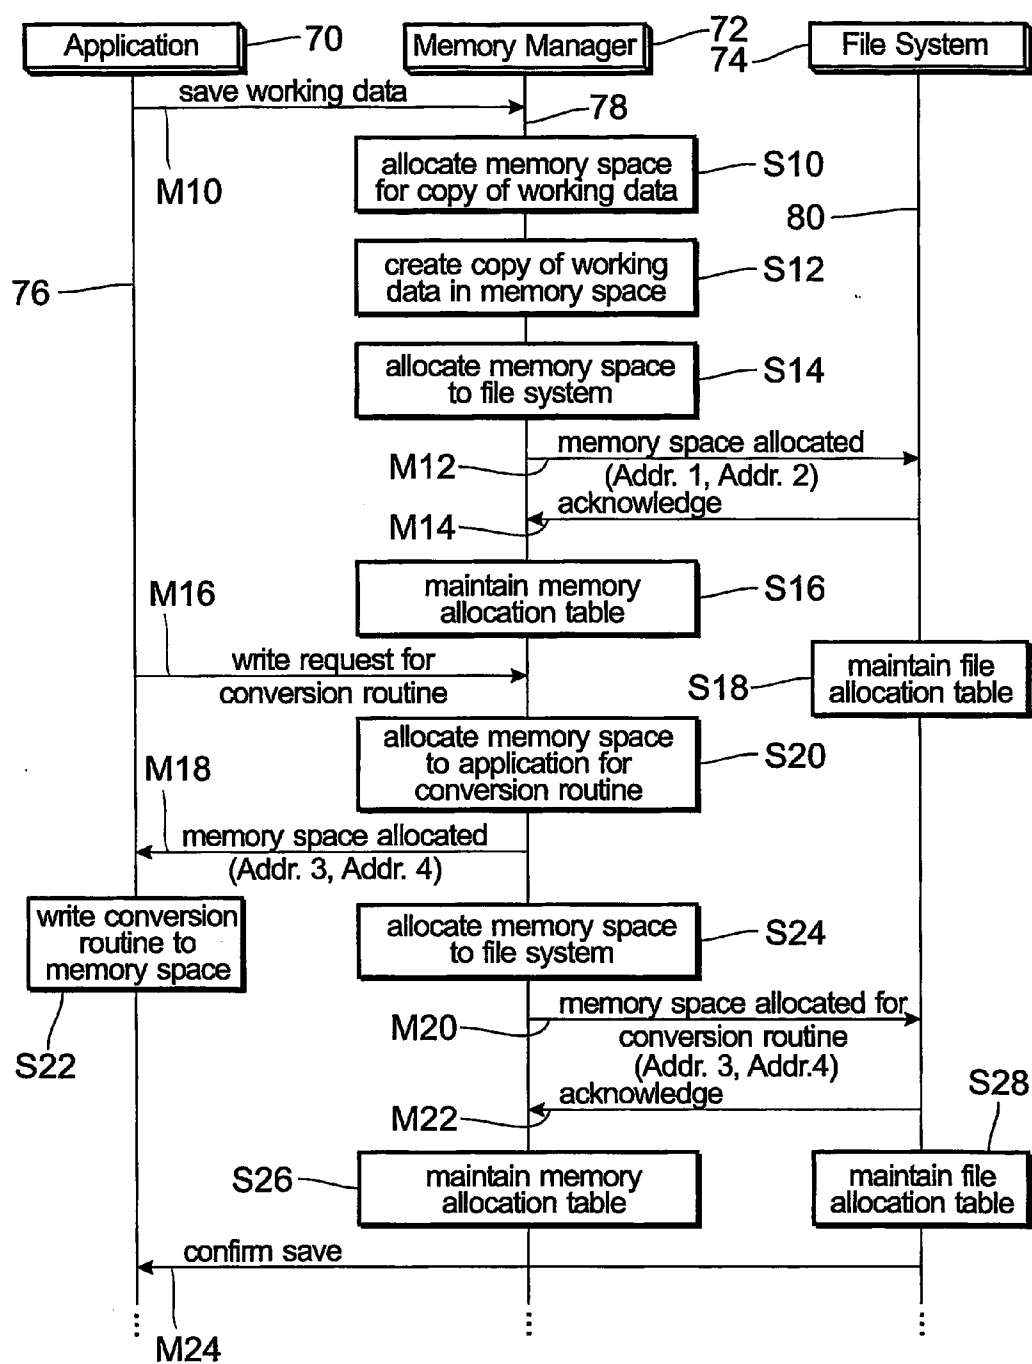 Application
70
Memory Manager
72
74
File System
save working data
78
M10
allocate memory space
for copy of working data
S10
80
76
create copy of working
data in memory space
S12
allocate memory space
to file system
S14
M12
memory space allocated
(Addr. 1, Addr. 2)
acknowledge
M14
M16
maintain memory
allocation table
S16
write request for
conversion routine
S18
maintain file
allocation table
M18
allocate memory space
to application for
conversion routine
S20
memory space allocated
(Addr. 3, Addr. 4)
write conversion
routine to
memory space
S22
allocate memory space
to file system
S24
M20
memory space allocated for
conversion routine
(Addr. 3, Addr.4)
acknowledge
M22
S28
S26
maintain memory
allocation table
maintain file
allocation table
confirm save
M24